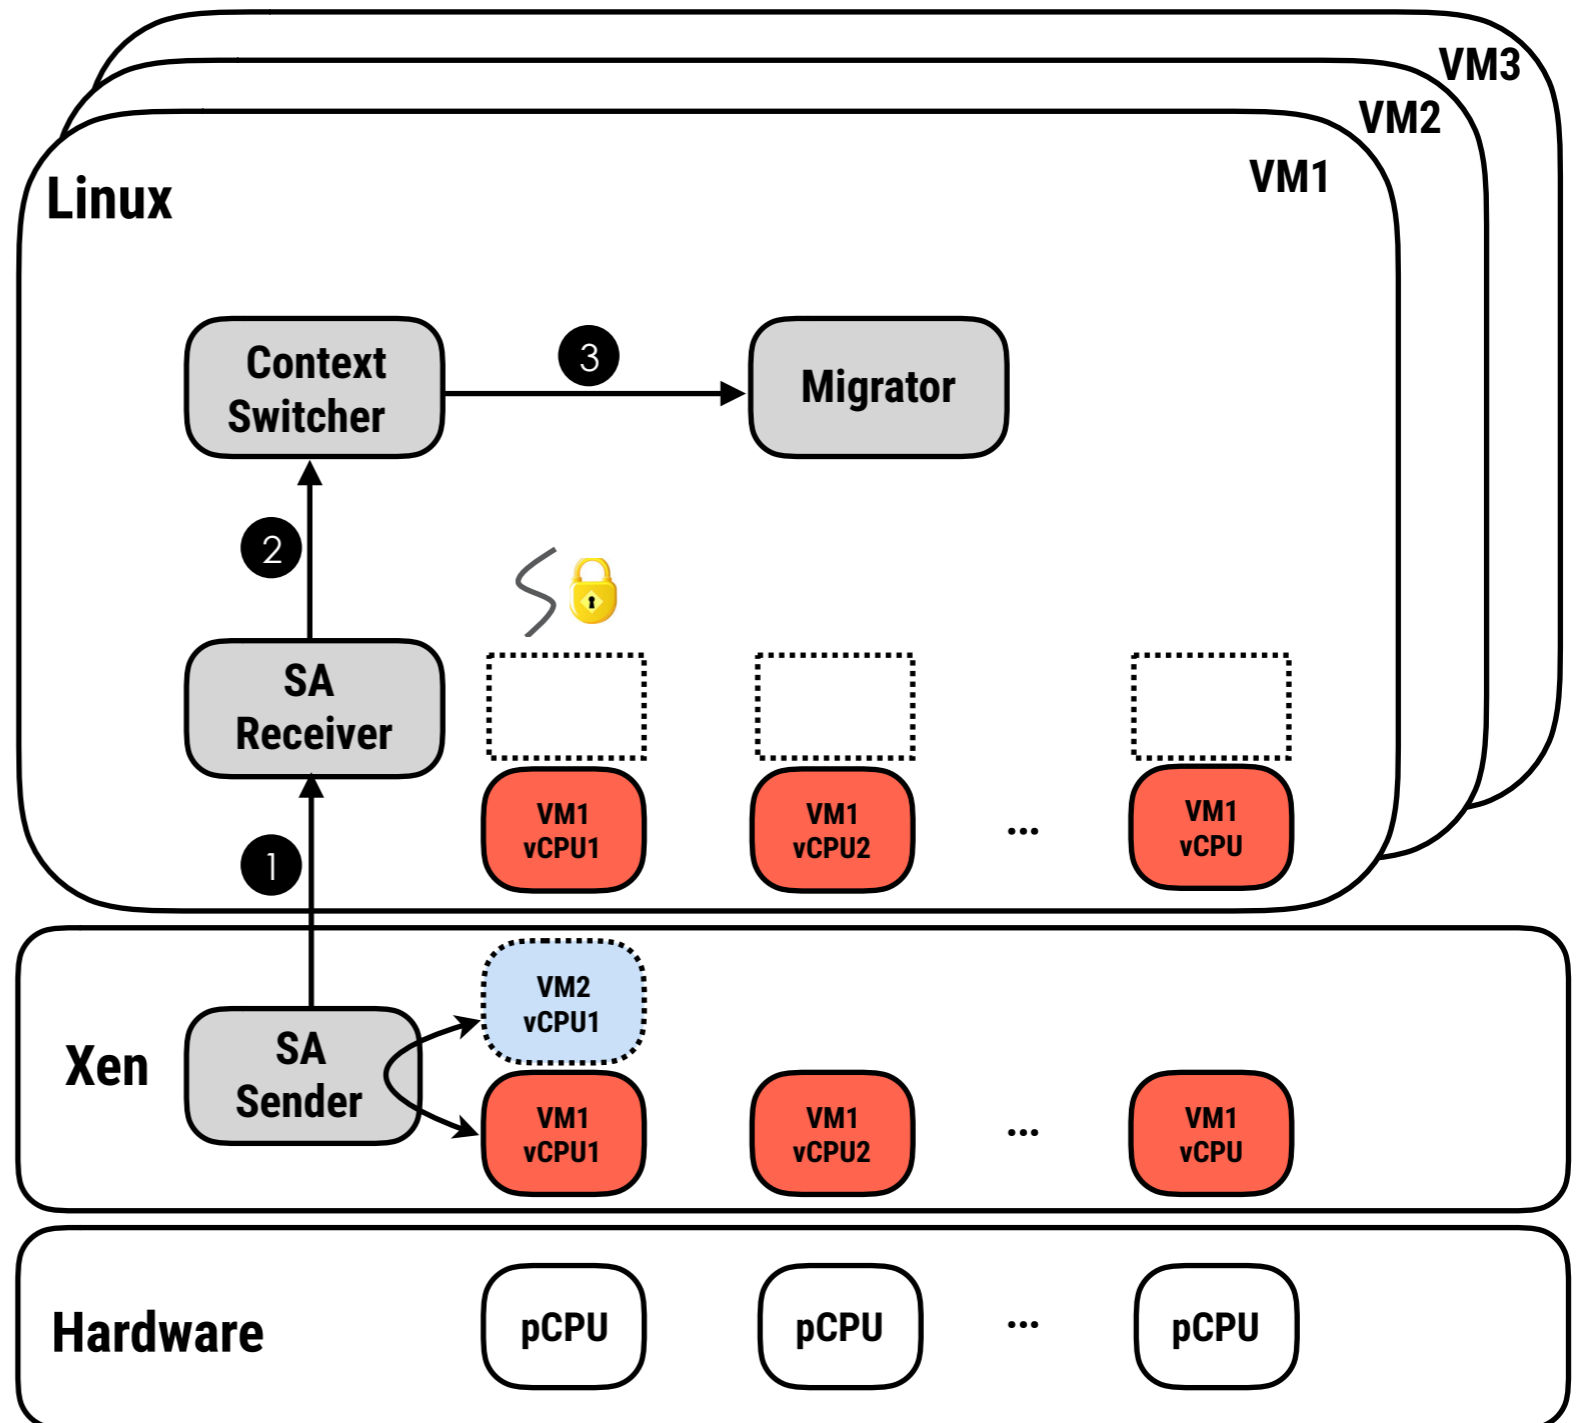 VM3
VM2
VM1
Linux
Context
Switcher
3
Migrator
2
SA
Receiver
VM1
vCPU1
VM1
vCPU2
...
VM1
vCPU
1
Xen
SA
Sender
VM2
vCPU1
VM1
vCPU1
VM1
vCPU2
...
VM1
vCPU
Hardware
pCPU
pCPU
...
pCPU